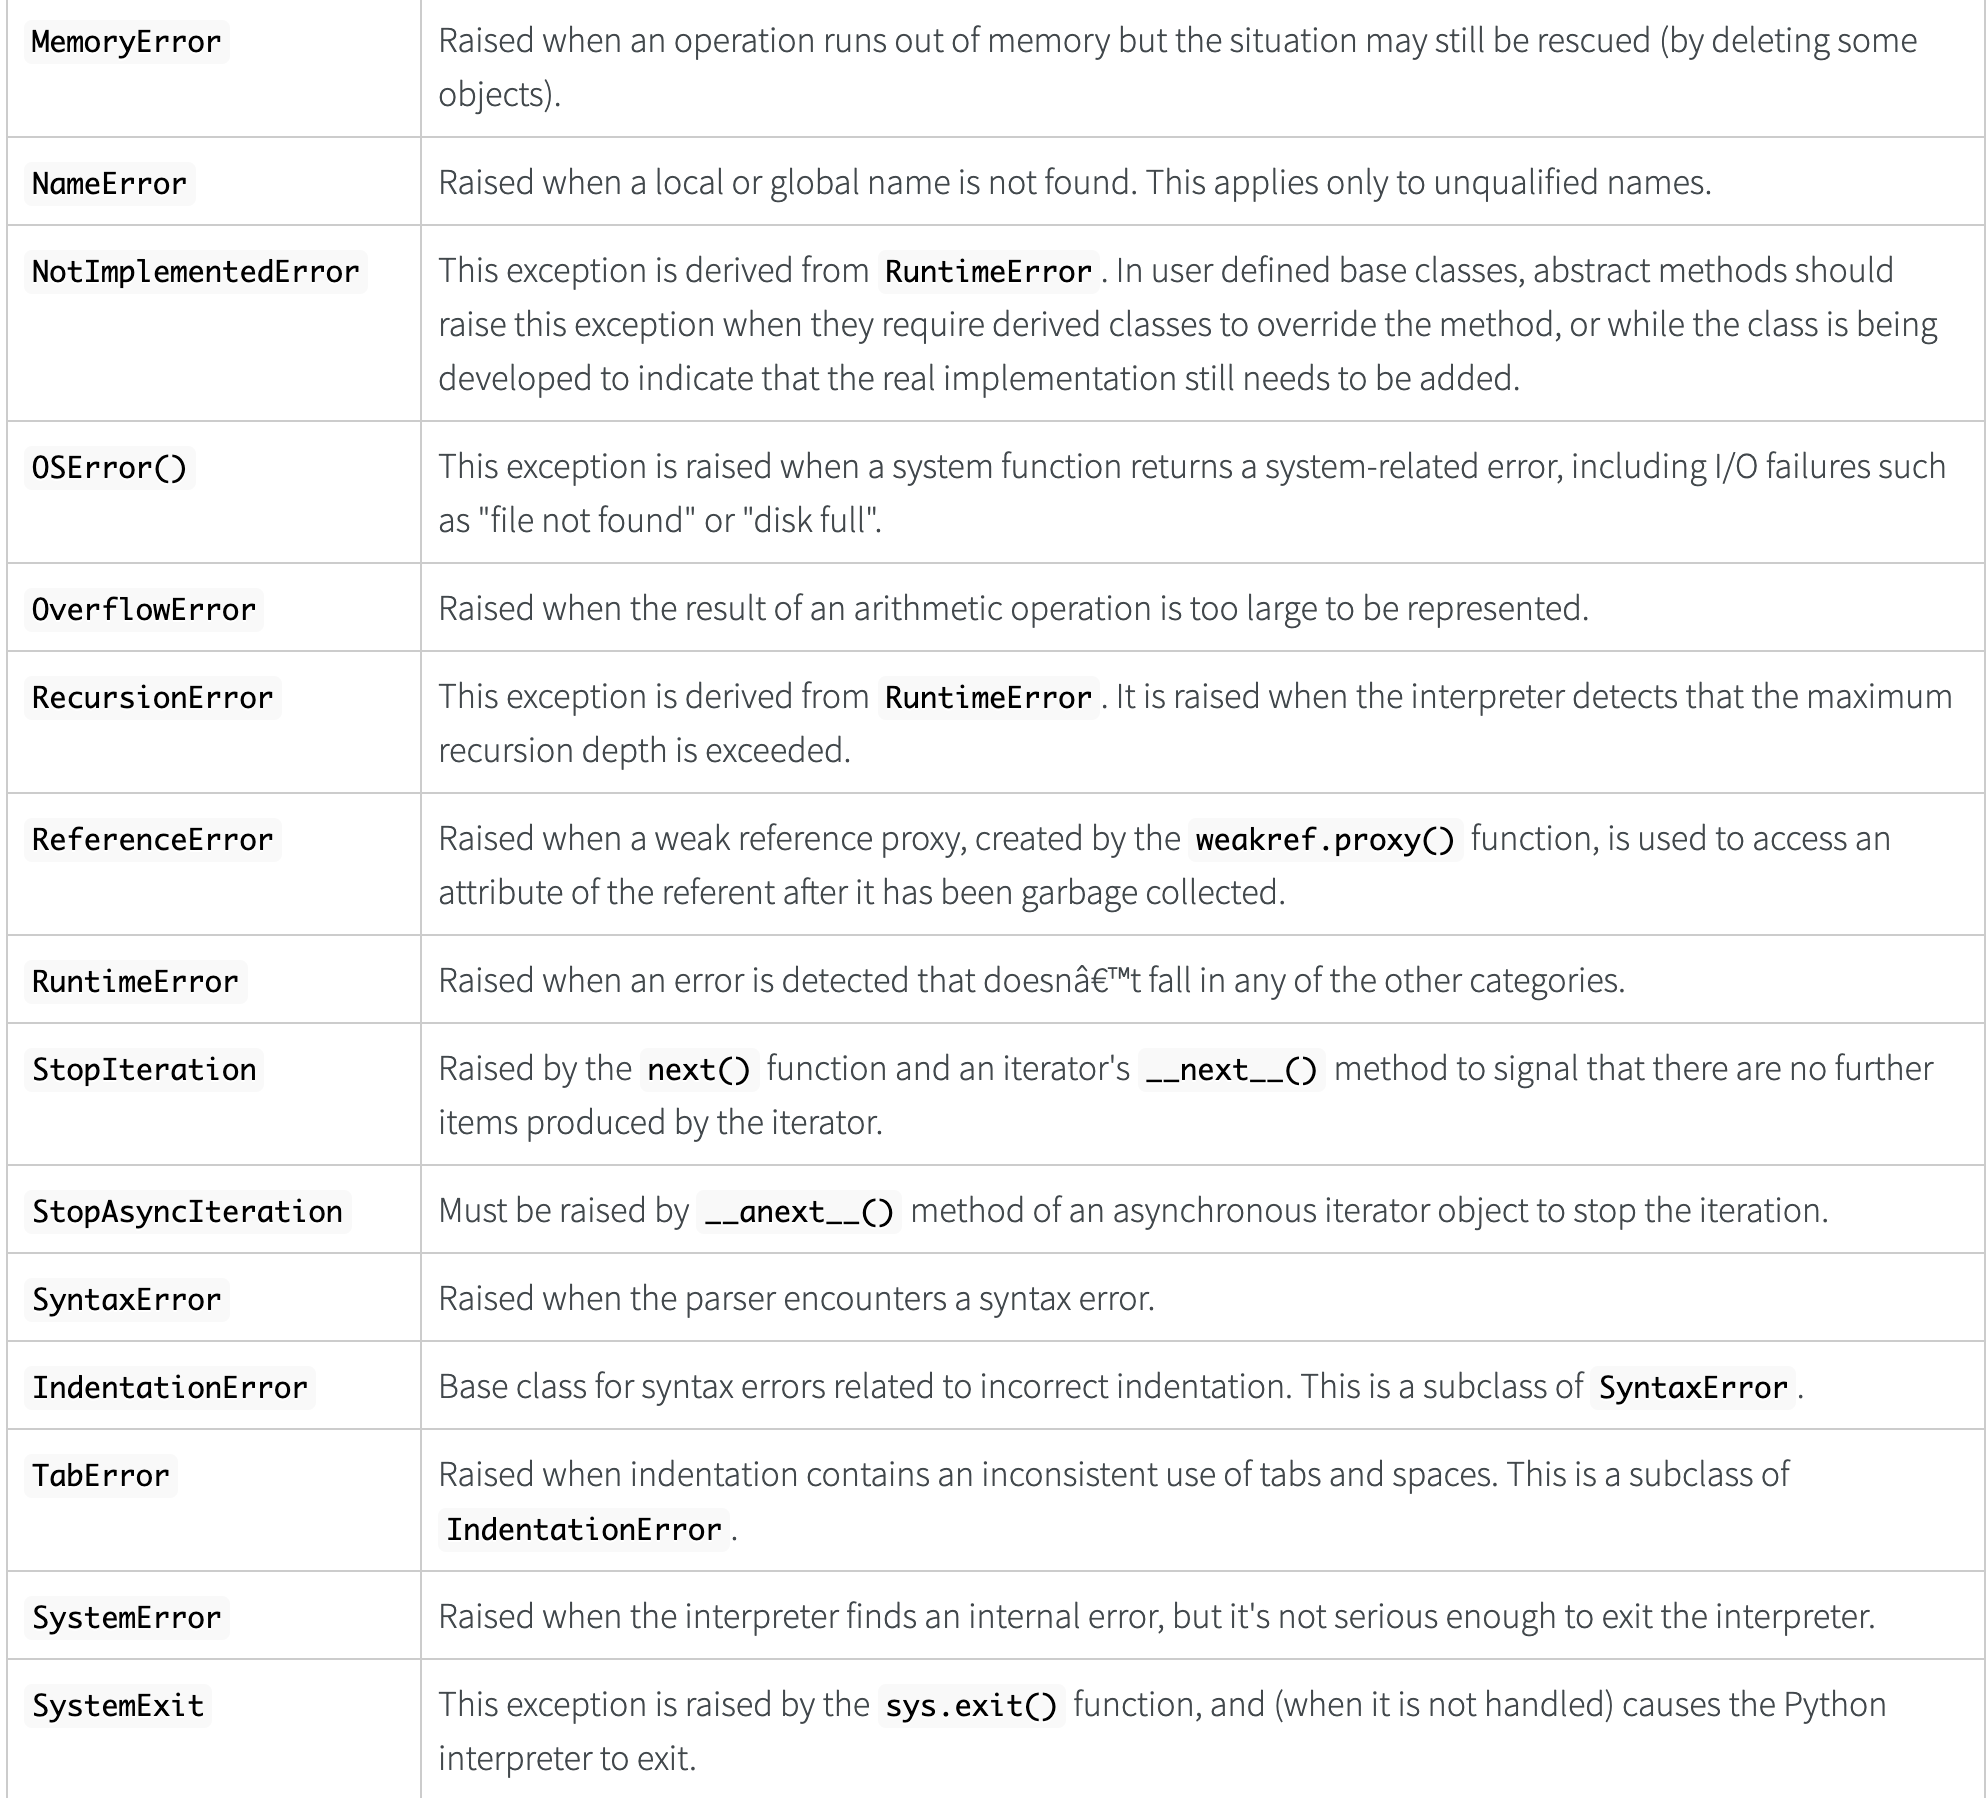 MemoryError Raised when an operation runs out of memory but the situation may still be rescued (by deleting some
objects).
NameError Raised when a local or global name is not found. This applies only to unqualified names.
NotImplementedError This exception is derived from RuntimeError. In user defined base classes, abstract methods should
raise this exception when they require derived classes to override the method, or while the class is being
developed to indicate that the real implementation still needs to be added.
OSError() This exception is raised when a system function returns a system-related error, including I/O failures such
as "file not found" or "disk full".
OverflowError Raised when the result of an arithmetic operation is too large to be represented.
RecursionError This exception is derived from RuntimeError. It is raised when the interpreter detects that the maximum
recursion depth is exceeded.
ReferenceError Raised when a weak reference proxy, created by the weakref.proxy() function, is used to access an
attribute of the referent after it has been garbage collected.
RuntimeError Raised when an error is detected that doesnâ€™t fall in any of the other categories.
StopIteration Raised by the next() function and an iterator's __next__() method to signal that there are no further
items produced by the iterator.
StopAsyncIteration Must be raised by __anext__() method of an asynchronous iterator object to stop the iteration.
SyntaxError Raised when the parser encounters a syntax error.
IndentationError Base class for syntax errors related to incorrect indentation. This is a subclass of SyntaxError.
TabError Raised when indentation contains an inconsistent use of tabs and spaces. This is a subclass of
IndentationError.
SystemError Raised when the interpreter finds an internal error, but it's not serious enough to exit the interpreter.
SystemExit This exception is raised by the sys.exit() function, and (when it is not handled) causes the Python
interpreter to exit.